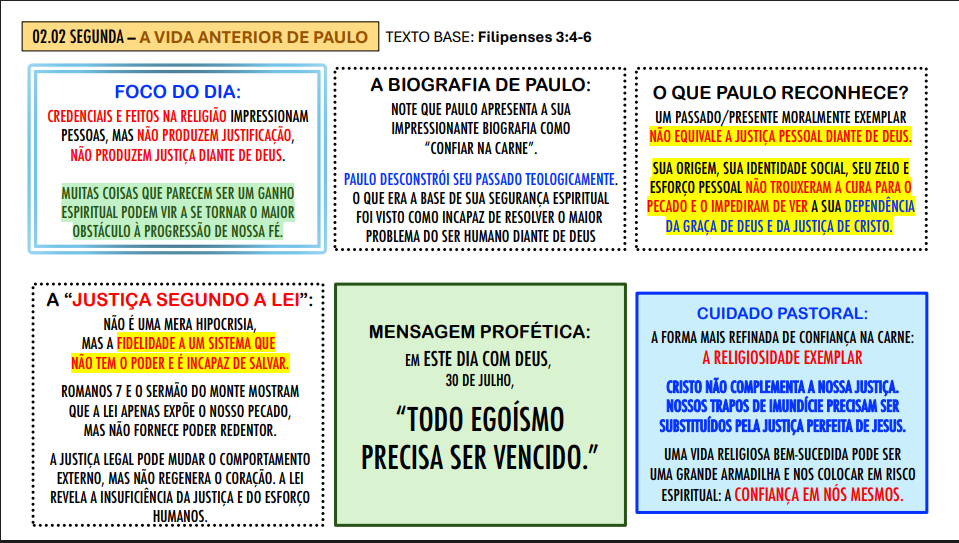 02.02 SEGUNDA – A VIDA ANTERIOR DE PAULO
TEXTO BASE: Filipenses 3:4-6
FOCO DO DIA:
CREDENCIAIS E FEITOS NA RELIGIÃO IMPRESSIONAM
PESSOAS, MAS NÃO PRODUZEM JUSTIFICAÇÃO,
NÃO PRODUZEM JUSTIÇA DIANTE DE DEUS.
MUITAS COISAS QUE PARECEM SER UM GANHO
ESPIRITUAL PODEM VIR A SE TORNAR O MAIOR
OBSTÁCULO À PROGRESSÃO DE NOSSA FÉ.
A BIOGRAFIA DE PAULO:
NOTE QUE PAULO APRESENTA A SUA
IMPRESSIONANTE BIOGRAFIA COMO
“CONFIAR NA CARNE”.
PAULO DESCONSTRÓI SEU PASSADO TEOLOGICAMENTE.
O QUE ERA A BASE DE SUA SEGURANÇA ESPIRITUAL
FOI VISTO COMO INCAPAZ DE RESOLVER O MAIOR
PROBLEMA DO SER HUMANO DIANTE DE DEUS
O QUE PAULO RECONHECE?
UM PASSADO/PRESENTE MORALMENTE EXEMPLAR
NÃO EQUIVALE A JUSTIÇA PESSOAL DIANTE DE DEUS.
SUA ORIGEM, SUA IDENTIDADE SOCIAL, SEU ZELO E
ESFORÇO PESSOAL NÃO TROUXERAM A CURA PARA O
PECADO E O IMPEDIRAM DE VER A SUA DEPENDÊNCIA
DA GRAÇA DE DEUS E DA JUSTIÇA DE CRISTO.
A “JUSTIÇA SEGUNDO A LEI”:
NÃO É UMA MERA HIPOCRISIA,
MAS A FIDELIDADE A UM SISTEMA QUE
NÃO TEM O PODER E É INCAPAZ DE SALVAR.
ROMANOS 7 E O SERMÃO DO MONTE MOSTRAM
QUE A LEI APENAS EXPÕE O NOSSO PECADO,
MAS NÃO FORNECE PODER REDENTOR.
A JUSTIÇA LEGAL PODE MUDAR O COMPORTAMENTO
EXTERNO, MAS NÃO REGENERA O CORAÇÃO. A LEI
REVELA A INSUFICIÊNCIA DA JUSTIÇA E DO ESFORÇO
HUMANOS.
MENSAGEM PROFÉTICA:
EM ESTE DIA COM DEUS,
30 DE JULHO,
“TODO EGOÍSMO
PRECISA SER VENCIDO.”
CUIDADO PASTORAL:
A FORMA MAIS REFINADA DE CONFIANÇA NA CARNE:
A RELIGIOSIDADE EXEMPLAR
CRISTO NÃO COMPLEMENTA A NOSSA JUSTIÇA.
NOSSOS TRAPOS DE IMUNDÍCIE PRECISAM SER
SUBSTITUÍDOS PELA JUSTIÇA PERFEITA DE JESUS.
UMA VIDA RELIGIOSA BEM-SUCEDIDA PODE SER
UMA GRANDE ARMADILHA E NOS COLOCAR EM RISCO
ESPIRITUAL: A CONFIANÇA EM NÓS MESMOS.